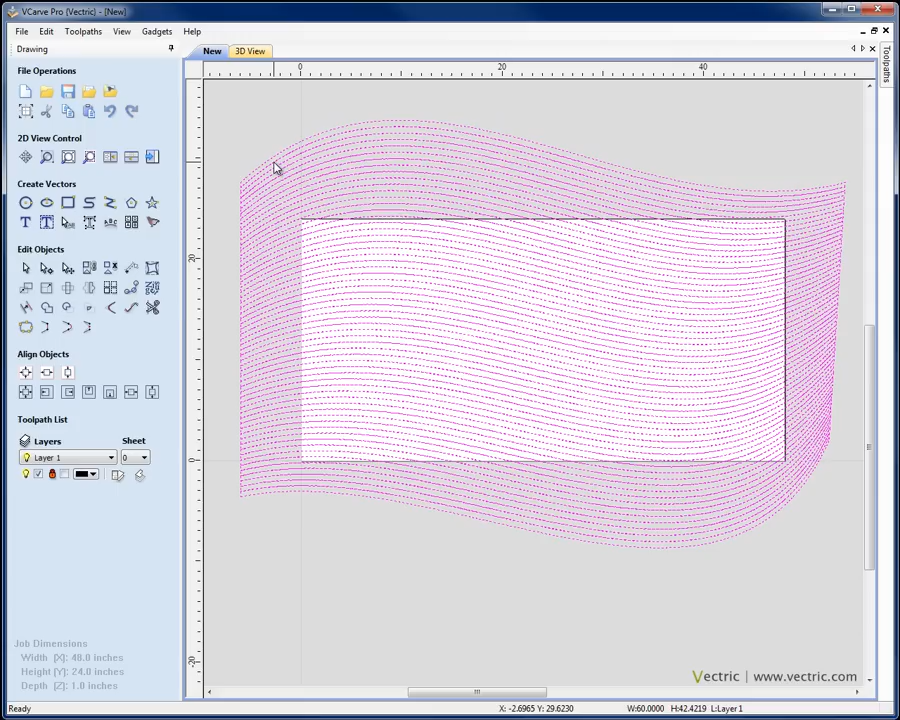 VCarve Pro {Vectric} - [New]
File Edit Toolpaths View Gadgets Help
Drawing
New 3D View
Toolpaths
File Operations
2D View Control
Create Vectors
Edit Objects
Align Objects
Toolpath List
Layers Sheet
Layer 1 0
Job Dimensions
Width [X]: 48.0 inches
Height [Y]: 24.0 inches
Depth [Z]: 1.0 inches
0 20 40
20
0
-20
Vectric | www.vectric.com
Ready X: -2.6965 Y: 29.6230 W:60.0000 H:42.4219 L:Layer 1